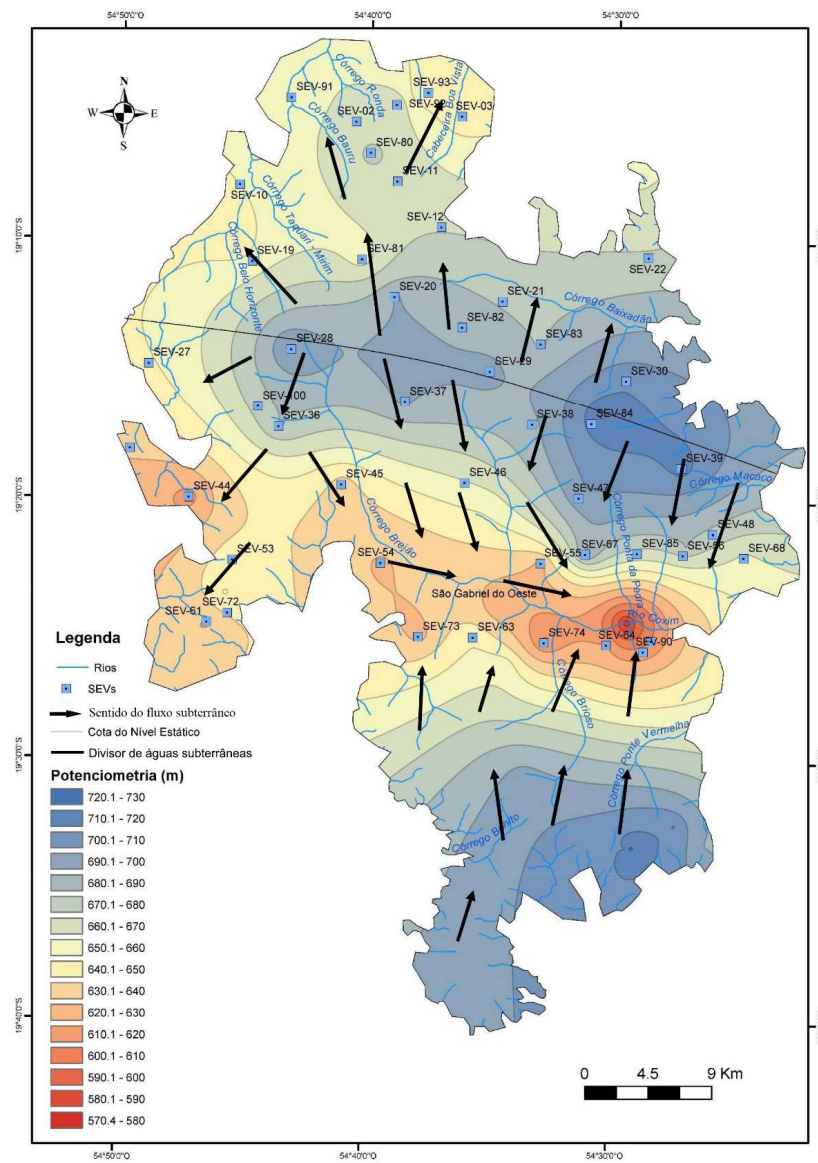 54°50'0"O 54°40'0"O 54°30'0"O
N
W E
S
SEV-91
Córrego Ronda
SEV-93
SEV-92
SEV-03
SEV-02
Córrego Bauru
Cabeceira Boa Vista
SEV-80
SEV-11
SEV-10
Córrego Taquari - Mirim
SEV-12
19°10'0"S
Córrego Belo Horizonte
SEV-19
SEV-81
SEV-22
SEV-20
SEV-21
Córrego Baixadão
SEV-82
SEV-83
SEV-28
SEV-27
SEV-29
SEV-30
SEV-100
SEV-37
SEV-36
SEV-38
SEV-84
SEV-39
Córrego Macaco
SEV-45
SEV-46
SEV-44
19°20'0"S
SEV-47
Córrego Brejão
Córrego Ponta da Pedra
SEV-48
SEV-53
SEV-54
SEV-55
SEV-67
SEV-85
SEV-86
SEV-68
São Gabriel do Oeste
SEV-72
SEV-61
Rio Coxim
SEV-73
SEV-63
SEV-74
SEV-64
SEV-90
Córrego Brioso
Córrego Ponte Vermelha
19°30'0"S
Córrego Bonito
19°40'0"S
Legenda
Rios
SEVs
Sentido do fluxo subterrâneo
Cota do Nível Estático
Divisor de águas subterrâneas
Potenciometria (m)
720.1 - 730
710.1 - 720
700.1 - 710
690.1 - 700
680.1 - 690
670.1 - 680
660.1 - 670
650.1 - 660
640.1 - 650
630.1 - 640
620.1 - 630
610.1 - 620
600.1 - 610
590.1 - 600
580.1 - 590
570.4 - 580
0 4.5 9 Km
54°50'0"O 54°40'0"O 54°30'0"O